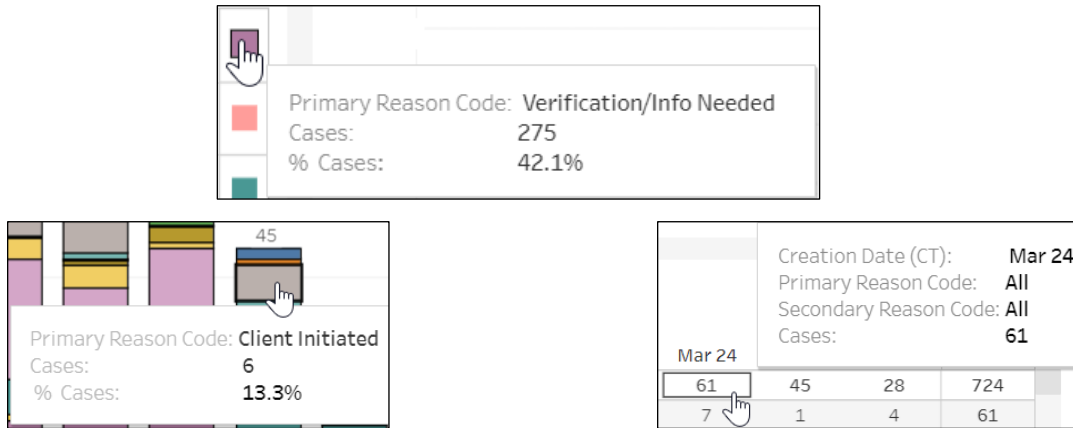 Primary Reason Code: Verification/Info Needed
Cases: 275
% Cases: 42.1%
45
Primary Reason Code: Client Initiated
Cases: 6
% Cases: 13.3%
Creation Date (CT): Mar 24
Primary Reason Code: All
Secondary Reason Code: All
Cases: 61
Mar 24
61 45 28 724
7 1 4 61